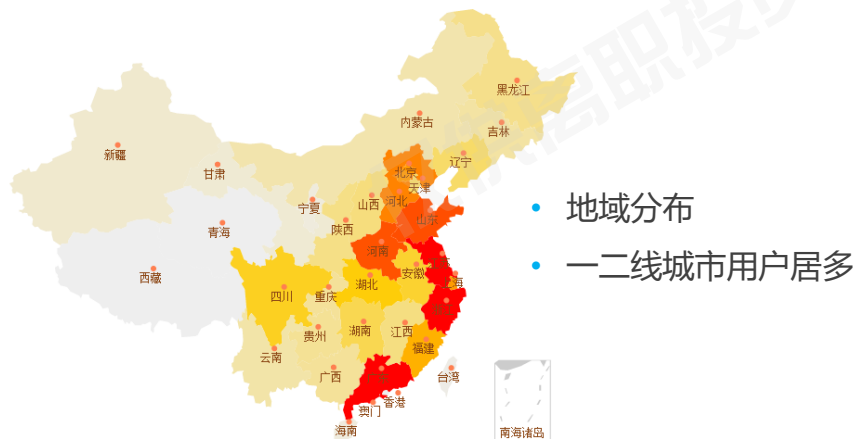 黑龙江
内蒙古
吉林
新疆
辽宁
甘肃
北京
天津
宁夏
山西
河北
山东
陕西
青海
河南
西藏
安徽
海
四川
重庆
湖北
湖南
江西
贵州
福建
云南
广西
台湾
香港
澳门
海南
南海诸岛
地域分布
一二线城市用户居多